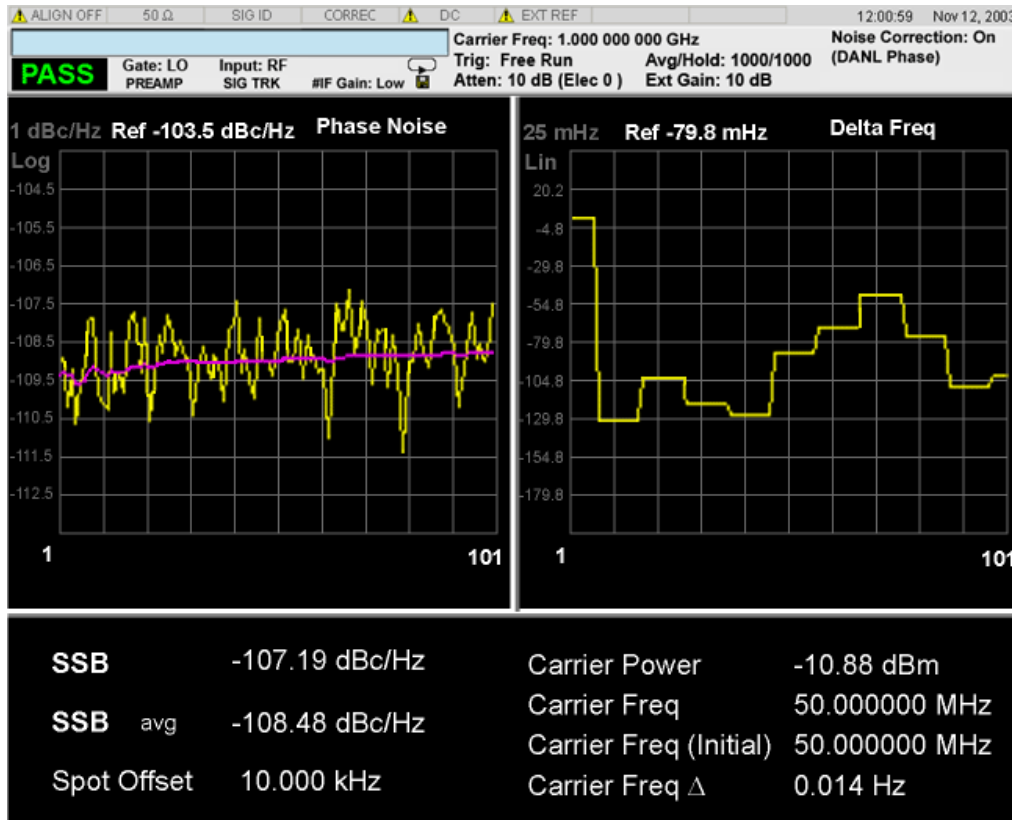 ALIGN OFF 50 Ω SIG ID CORREC DC EXT REF 12:00:59 Nov 12, 2003
PASS
Gate: LO
PREAMP
Input: RF
SIG TRK
#IF Gain: Low
Carrier Freq: 1.000 000 000 GHz
Trig: Free Run Avg/Hold: 1000/1000
Atten: 10 dB (Elec 0 ) Ext Gain: 10 dB
Noise Correction: On
(DANL Phase)
1 dBc/Hz Ref -103.5 dBc/Hz Phase Noise
Log
-104.5
-105.5
-106.5
-107.5
-108.5
-109.5
-110.5
-111.5
-112.5
1 101
25 mHz Ref -79.8 mHz Delta Freq
Lin
20.2
-4.8
-29.8
-54.8
-79.8
-104.8
-129.8
-154.8
-179.8
1 101
SSB -107.19 dBc/Hz
SSB avg -108.48 dBc/Hz
Spot Offset 10.000 kHz
Carrier Power -10.88 dBm
Carrier Freq 50.000000 MHz
Carrier Freq (Initial) 50.000000 MHz
Carrier Freq Δ 0.014 Hz